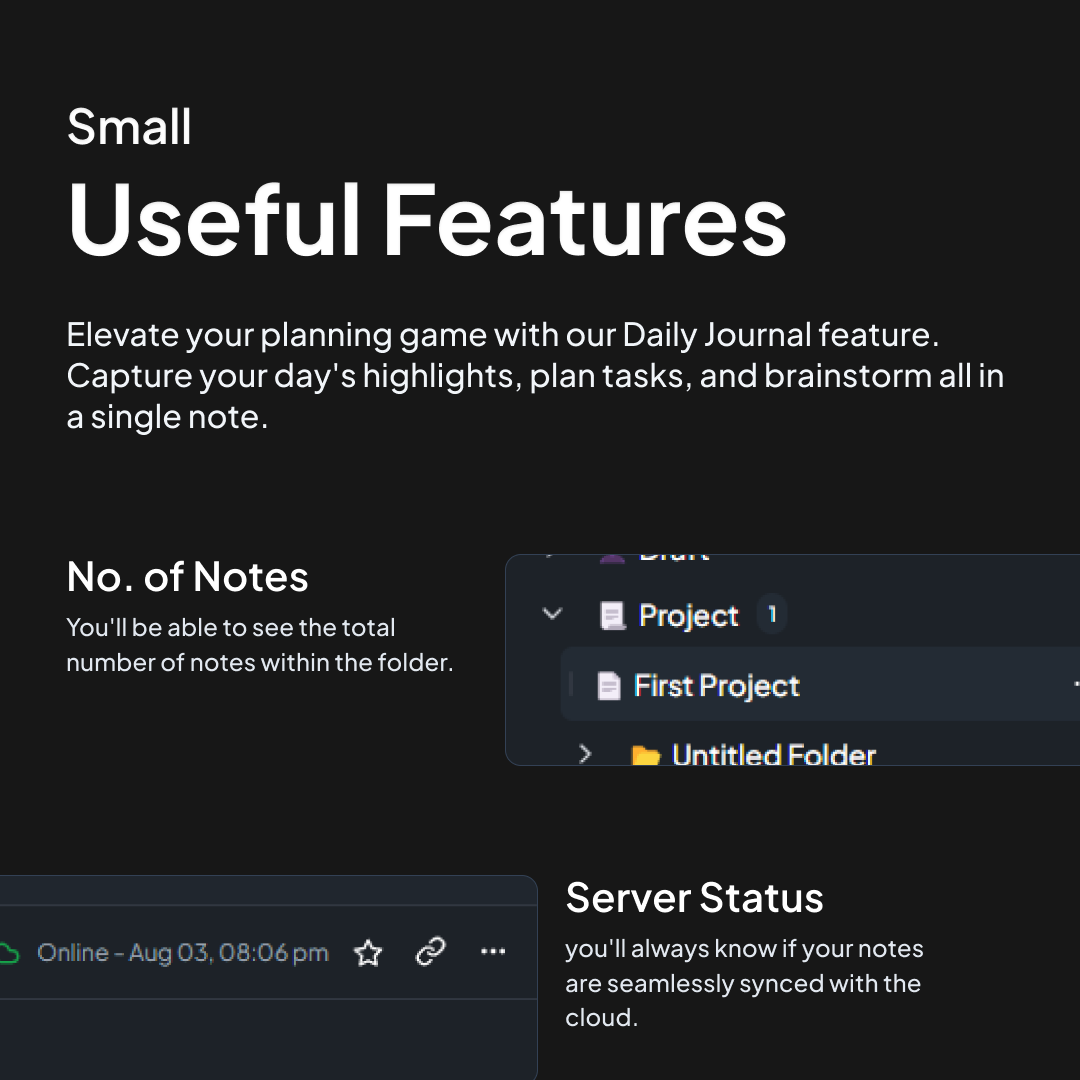 Small
Useful Features
Elevate your planning game with our Daily Journal feature.
Capture your day's highlights, plan tasks, and brainstorm all in
a single note.
No. of Notes
You'll be able to see the total
number of notes within the folder.
Draft
Project 1
First Project
Untitled Folder
Online - Aug 03, 08:06 pm
Server Status
you'll always know if your notes
are seamlessly synced with the
cloud.